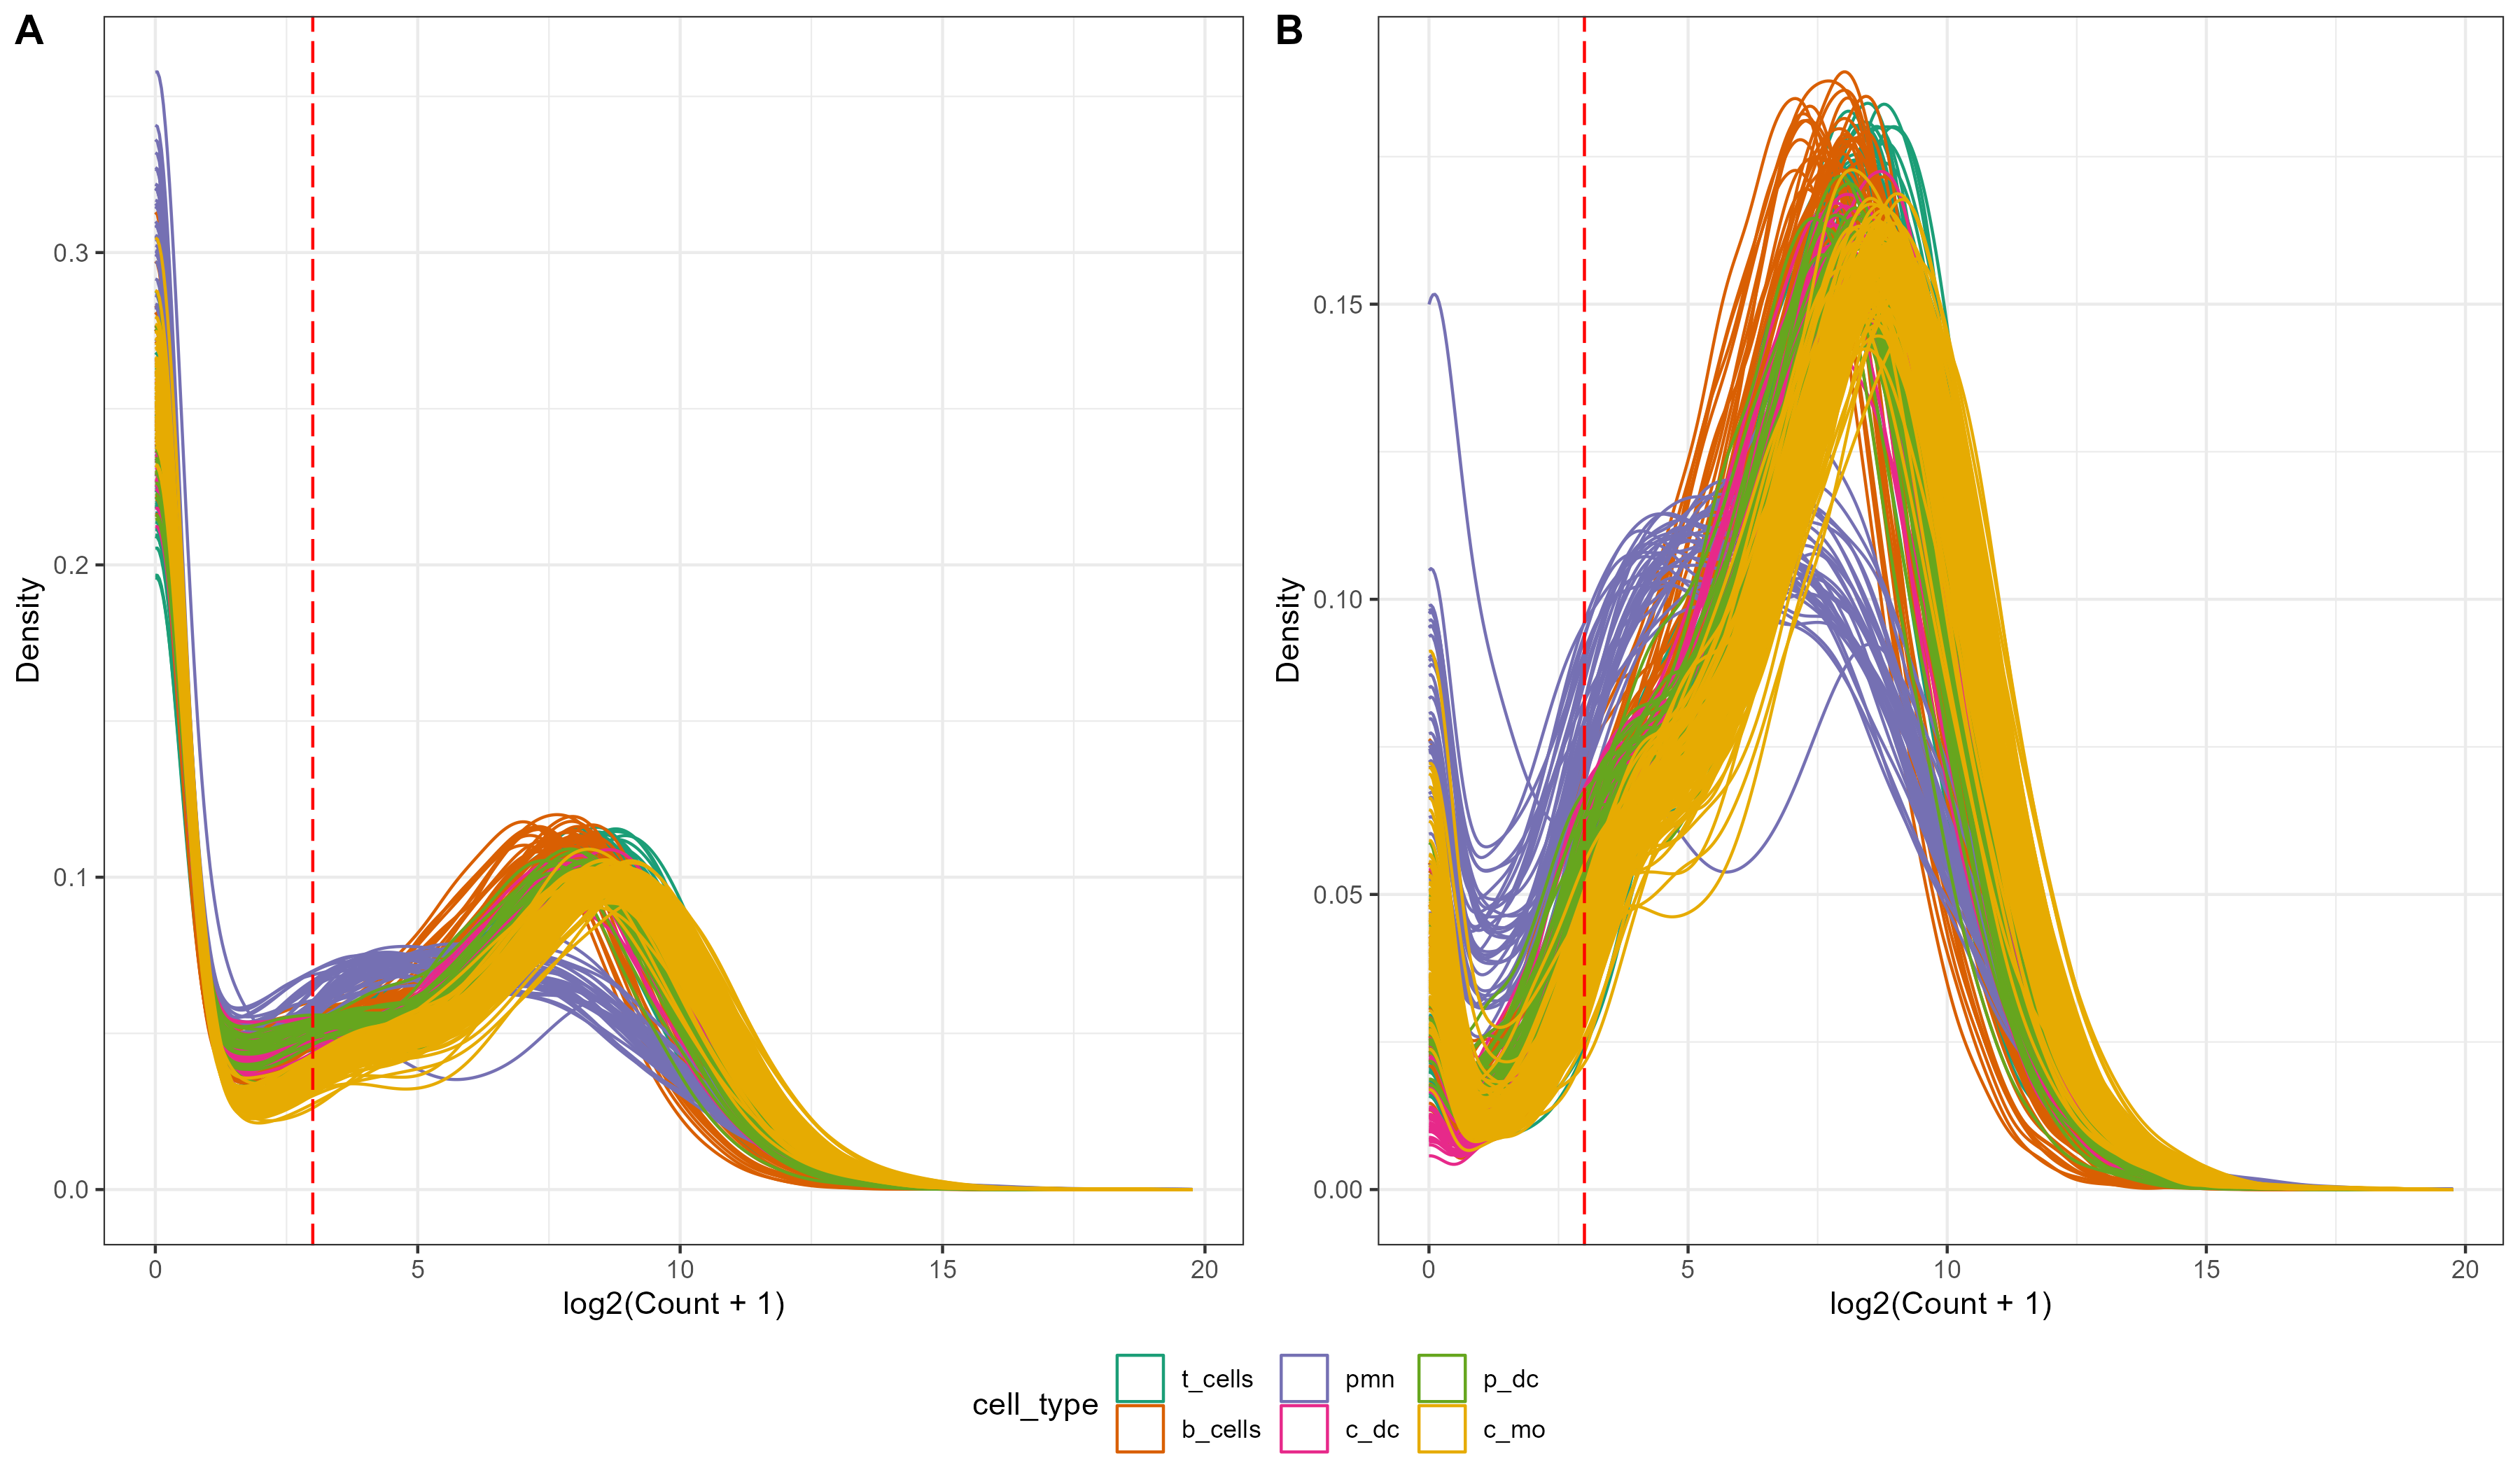 A
B
0.3
0.2
0.1
0.0
Density
0 5 10 15 20
log2(Count + 1)
0.15
0.10
0.05
0.00
Density
0 5 10 15 20
log2(Count + 1)
cell_type
t_cells pmn p_dc
b_cells c_dc c_mo